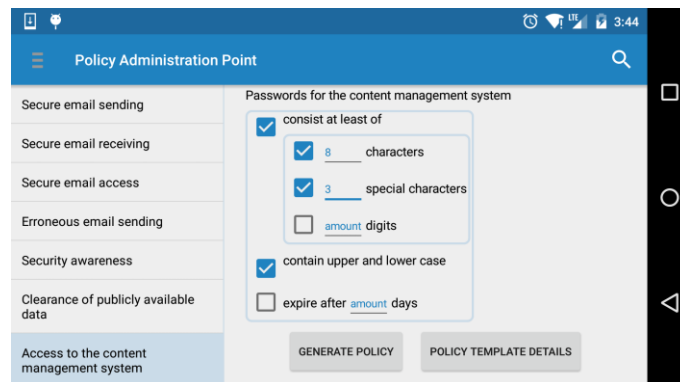 3:44
Policy Administration Point
Secure email sending
Secure email receiving
Secure email access
Erroneous email sending
Security awareness
Clearance of publicly available
data
Access to the content
management system
Passwords for the content management system
consist at least of
8 characters
3 special characters
amount digits
contain upper and lower case
expire after amount days
GENERATE POLICY POLICY TEMPLATE DETAILS